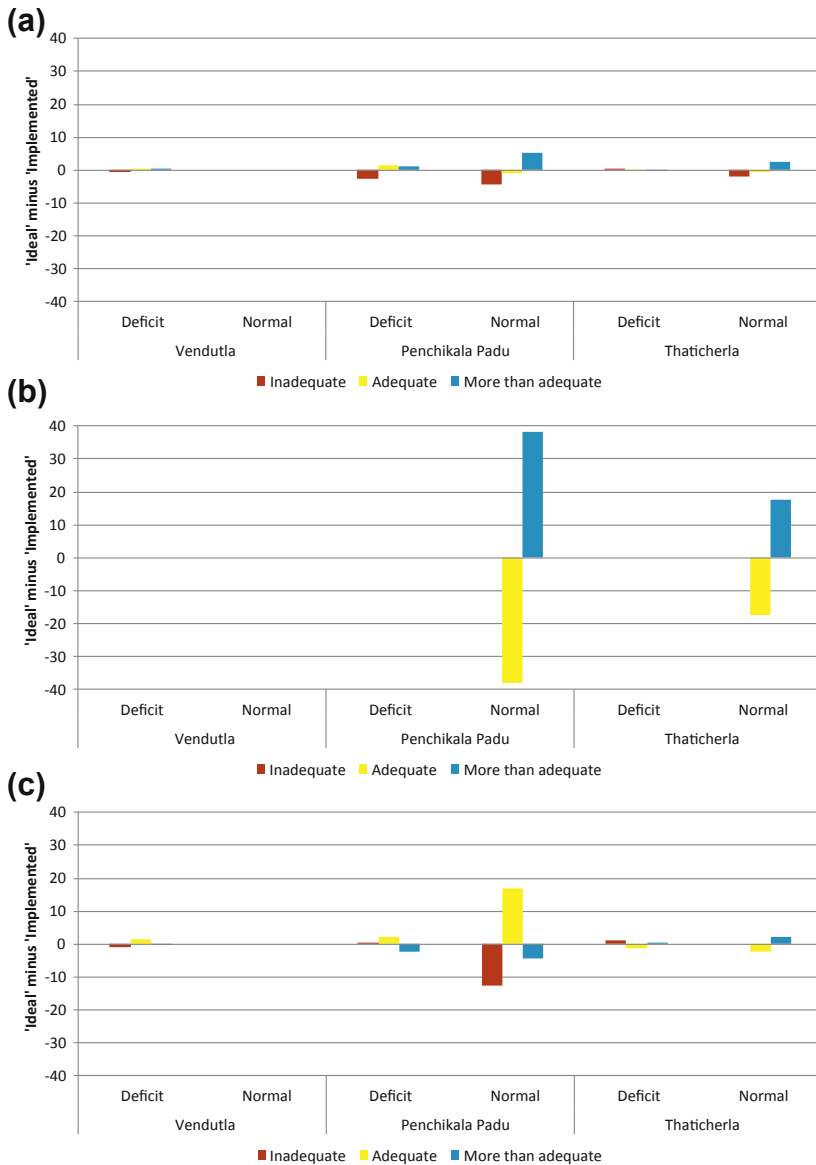 (a)
'Ideal' minus 'Implemented'
40
30
20
10
0
-10
-20
-30
-40
Deficit Normal Deficit Normal Deficit Normal
Vendutla Penchikala Padu Thaticherla
Inadequate Adequate More than adequate
(b)
'Ideal' minus 'Implemented'
40
30
20
10
0
-10
-20
-30
-40
Deficit Normal Deficit Normal Deficit Normal
Vendutla Penchikala Padu Thaticherla
Inadequate Adequate More than adequate
(c)
'Ideal' minus 'Implemented'
40
30
20
10
0
-10
-20
-30
-40
Deficit Normal Deficit Normal Deficit Normal
Vendutla Penchikala Padu Thaticherla
Inadequate Adequate More than adequate